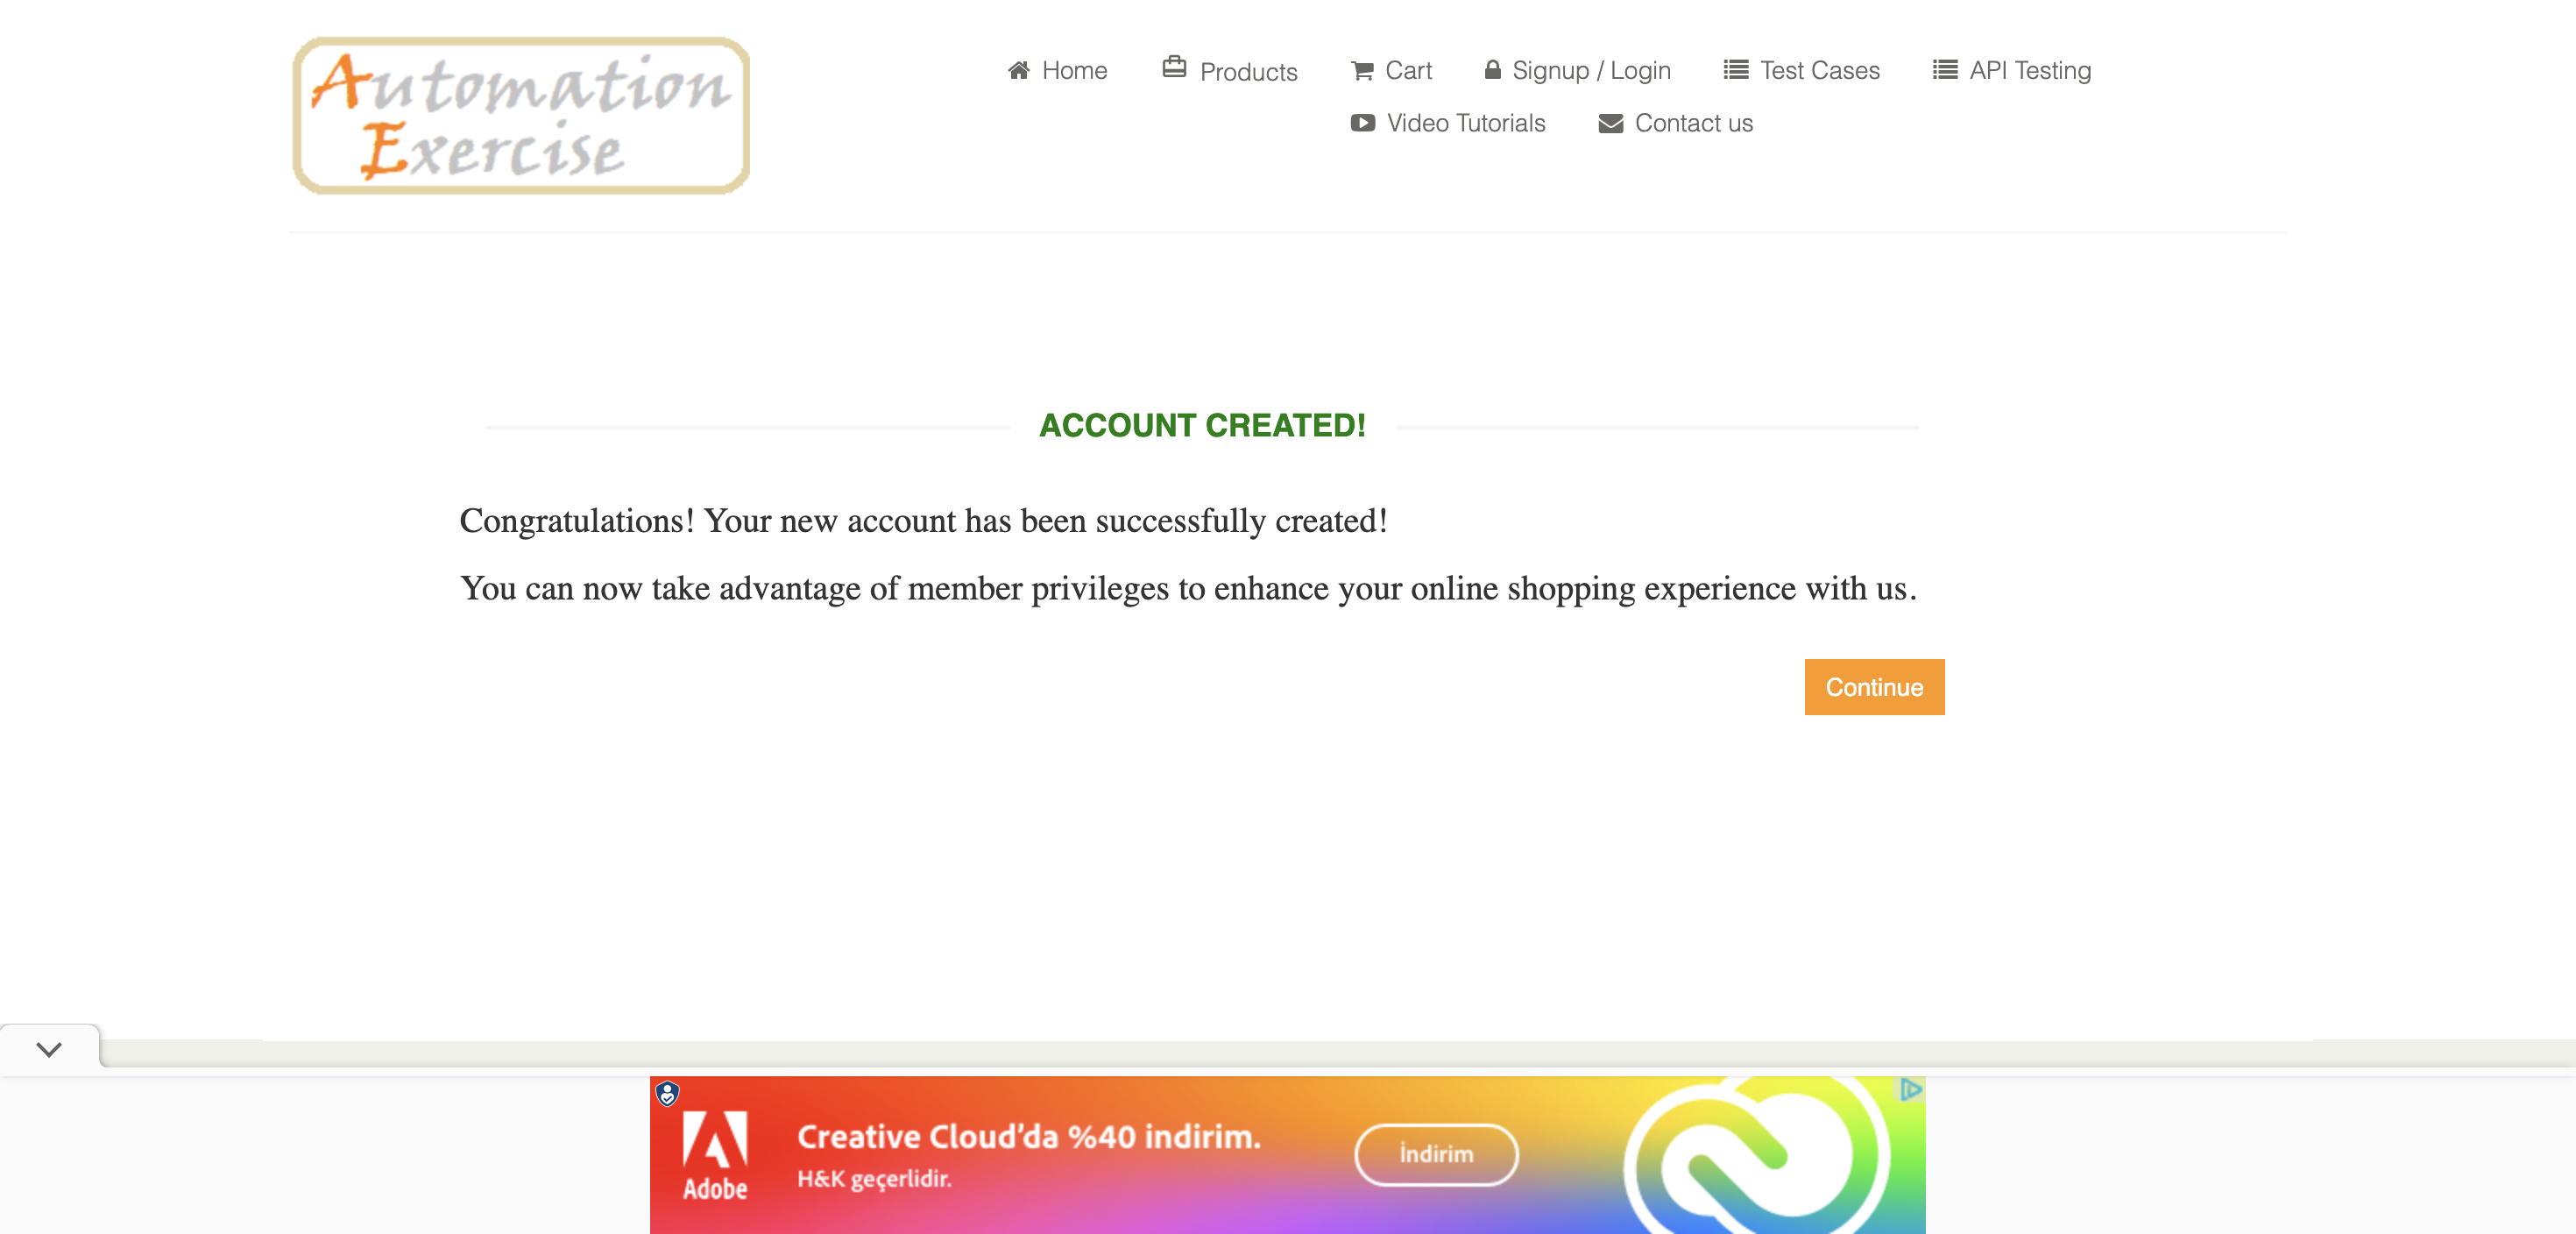 Automation
Exercise
Home Products Cart Signup / Login Test Cases API Testing
Video Tutorials Contact us
ACCOUNT CREATED!
Congratulations! Your new account has been successfully created!
You can now take advantage of member privileges to enhance your online shopping experience with us.
Continue
Adobe
Creative Cloud’da %40 indirim.
H&K geçerlidir.
İndirim